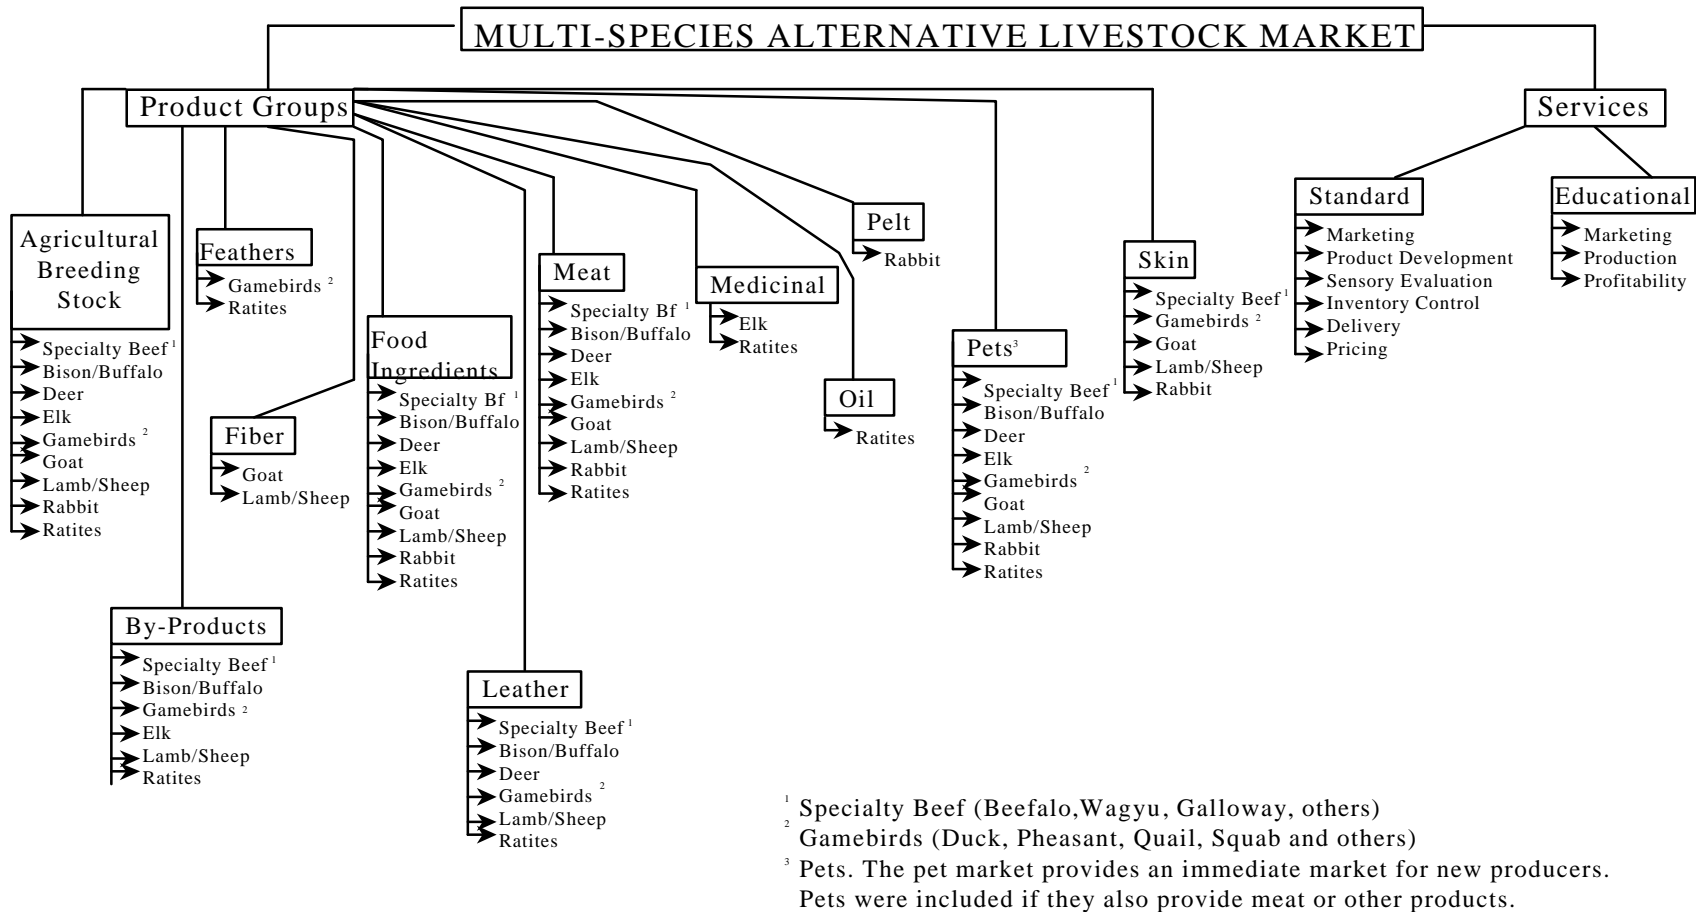 MULTI-SPECIES ALTERNATIVE LIVESTOCK MARKET
Product Groups
Services
Agricultural
Breeding
Stock
Specialty Beef 1
Bison/Buffalo
Deer
Elk
Gamebirds 2
Goat
Lamb/Sheep
Rabbit
Ratites
By-Products
Specialty Beef 1
Bison/Buffalo
Gamebirds 2
Elk
Lamb/Sheep
Ratites
Feathers
Gamebirds 2
Ratites
Fiber
Goat
Lamb/Sheep
Food
Ingredients
Specialty Bf 1
Bison/Buffalo
Deer
Elk
Gamebirds 2
Goat
Lamb/Sheep
Rabbit
Ratites
Leather
Specialty Beef 1
Bison/Buffalo
Deer
Gamebirds 2
Lamb/Sheep
Ratites
Meat
Specialty Bf 1
Bison/Buffalo
Deer
Elk
Gamebirds 2
Goat
Lamb/Sheep
Rabbit
Ratites
Medicinal
Elk
Ratites
Oil
Ratites
Pelt
Rabbit
Pets3
Specialty Beef 1
Bison/Buffalo
Deer
Elk
Gamebirds 2
Goat
Lamb/Sheep
Rabbit
Ratites
Skin
Specialty Beef 1
Gamebirds 2
Goat
Lamb/Sheep
Rabbit
Standard
Marketing
Product Development
Sensory Evaluation
Inventory Control
Delivery
Pricing
Educational
Marketing
Production
Profitability
1 Specialty Beef (Beefalo,Wagyu, Galloway, others)
2 Gamebirds (Duck, Pheasant, Quail, Squab and others)
3 Pets. The pet market provides an immediate market for new producers.
Pets were included if they also provide meat or other products.